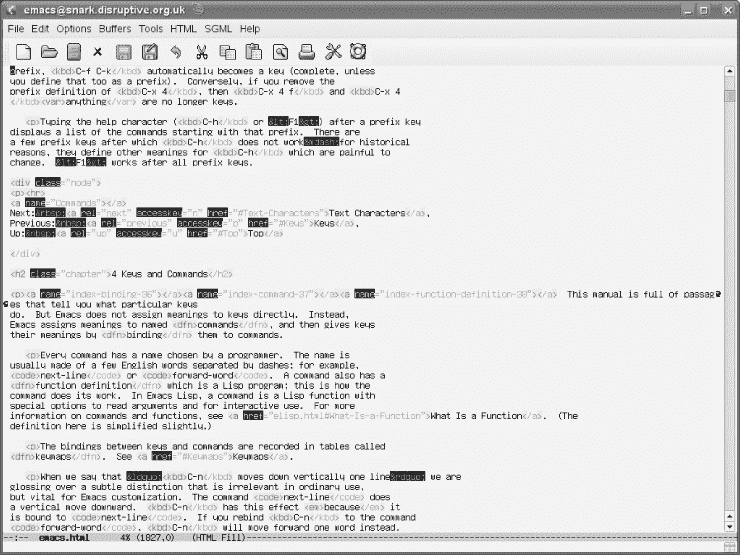 emacs@snark.disruptive.org.uk
File Edit Options Buffers Tools HTML SGML Help
prefix, <kbd>C-f C-k</kbd> automatically becomes a key (complete, unless
you define that too as a prefix).  Conversely, if you remove the
prefix definition of <kbd>C-x 4</kbd>, then <kbd>C-x 4 f</kbd> and <kbd>C-x 4
</kbd><var>anything</var> are no longer keys.
<p>Typing the help character (<kbd>C-h</kbd> or &lt;F1&gt;) after a prefix key
displays a list of the commands starting with that prefix.  There are
a few prefix keys after which <kbd>C-h</kbd> does not work&mdash;for historical
reasons, they define other meanings for <kbd>C-h</kbd> which are painful to
change.  &lt;F1&gt; works after all prefix keys.
<div class="node">
<p><hr>
<a name="Commands"></a>
Next:&nbsp;<a rel="next" accesskey="n" href="#Text-Characters">Text Characters</a>,
Previous:&nbsp;<a rel="previous" accesskey="p" href="#Keys">Keys</a>,
Up:&nbsp;<a rel="up" accesskey="u" href="#Top">Top</a>
</div>
<h2 class="chapter">4 Keys and Commands</h2>
<p><a name="index-binding-36"></a><a name="index-command-37"></a><a name="index-function-definition-38"></a>  This manual is full of passag
es that tell you what particular keys
do.  But Emacs does not assign meanings to keys directly.  Instead,
Emacs assigns meanings to named <dfn>commands</dfn>, and then gives keys
their meanings by <dfn>binding</dfn> them to commands.
<p>Every command has a name chosen by a programmer.  The name is
usually made of a few English words separated by dashes; for example,
<code>next-line</code> or <code>forward-word</code>.  A command also has a
<dfn>function definition</dfn> which is a Lisp program; this is how the
command does its work.  In Emacs Lisp, a command is a Lisp function with
special options to read arguments and for interactive use.  For more
information on commands and functions, see <a href="elisp.html#What-Is-a-Function">What Is a Function</a>.  (The
definition here is simplified slightly.)
<p>The bindings between keys and commands are recorded in tables called
<dfn>keymaps</dfn>.  See <a href="#Keymaps">Keymaps</a>.
<p>When we say that &ldquo;<kbd>C-n</kbd> moves down vertically one line&rdquo; we are
glossing over a subtle distinction that is irrelevant in ordinary use,
but vital for Emacs customization.  The command <code>next-line</code> does
a vertical move downward.  <kbd>C-n</kbd> has this effect <em>because</em> it
is bound to <code>next-line</code>.  If you rebind <kbd>C-n</kbd> to the command
<code>forward-word</code>, <kbd>C-n</kbd> will move forward one word instead.
--:--  emacs.html  4% (1827,0)  (HTML Fill)